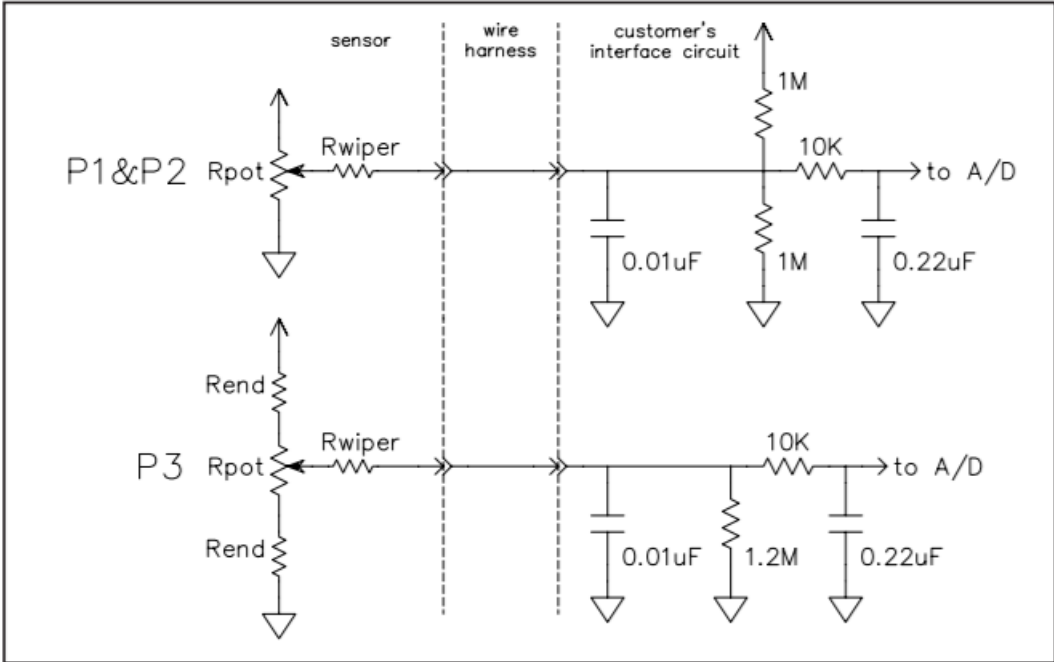 sensor
wire
harness
customer's
interface circuit
1M
P1&P2
Rpot
Rwiper
10K
to A/D
0.01uF
1M
0.22uF
Rend
P3
Rpot
Rwiper
10K
to A/D
Rend
0.01uF
1.2M
0.22uF